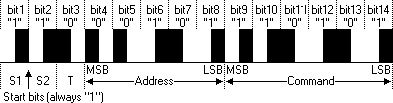 bit1 bit2 bit3 bit4 bit5 bit6 bit7 bit8 bit9 bit10 bit11 bit12 bit13 bit14
"1" "1" "0" "0" "0" "1" "0" "1" "1" "1" "0" "1" "0" "1"
MSB LSB MSB LSB
S1 S2 T Address Command
Start bits (always "1")